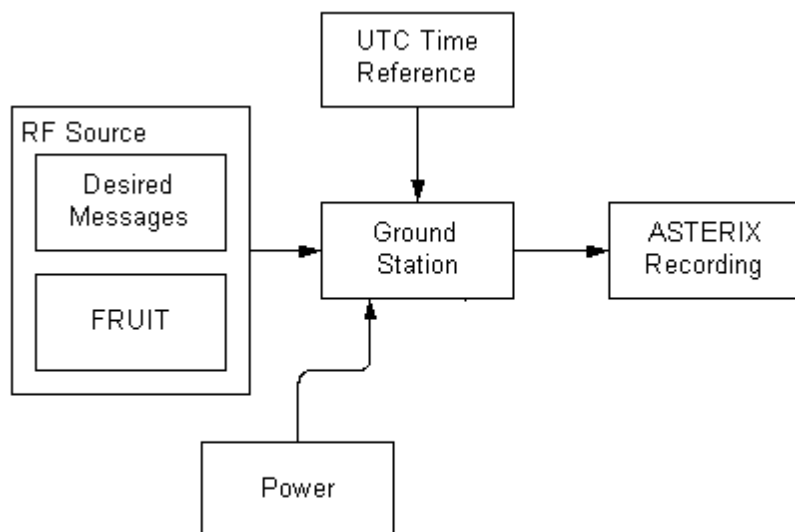 UTC Time
Reference
RF Source
Desired
Messages
FRUIT
Ground
Station
ASTERIX
Recording
Power